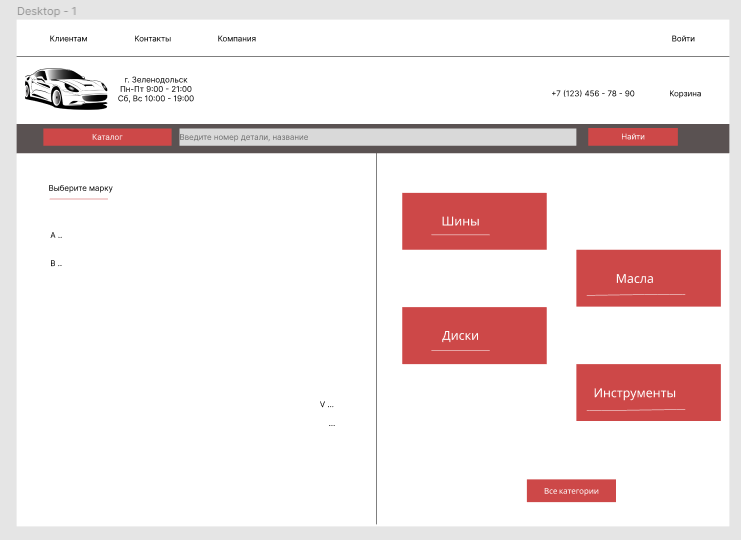 Desktop - 1
Клиентам
Контакты
Компания
Войти
г. Зеленодольск
Пн-Пт 9:00 - 21:00
Сб, Вс 10:00 - 19:00
+7 (123) 456 - 78 - 90
Корзина
Каталог
Введите номер детали, название
Найти
Выберите марку
A ..
B ..
V ...
...
Шины
Масла
Диски
Инструменты
Все категории